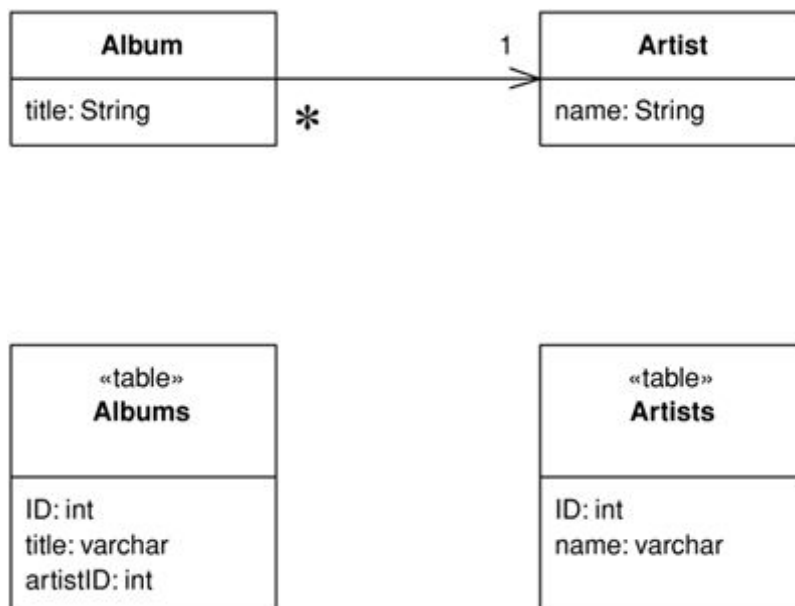 Album
1
Artist
title: String
*
name: String
«table»
Albums
«table»
Artists
ID: int
title: varchar
artistID: int
ID: int
name: varchar